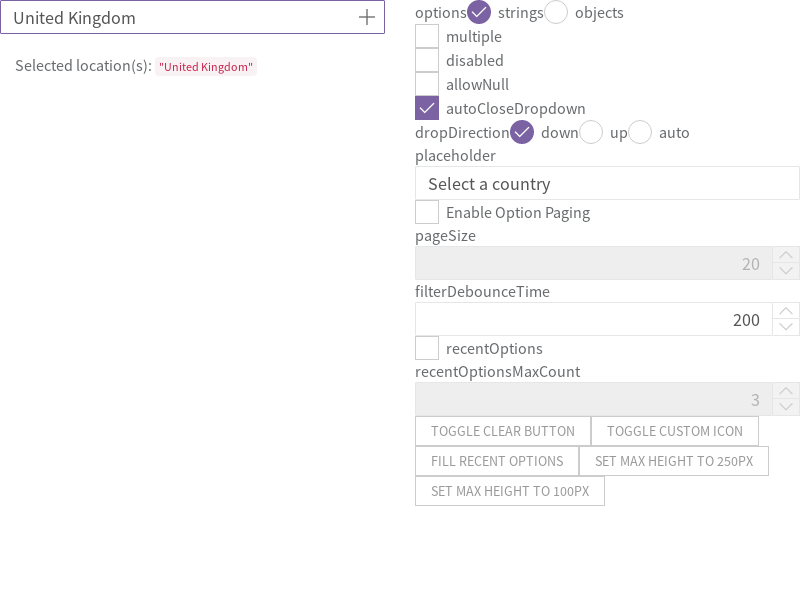 United Kingdom
Selected location(s): "United Kingdom"
options strings objects
multiple
disabled
allowNull
autoCloseDropdown
dropDirection down up auto
placeholder
Select a country
Enable Option Paging
pageSize
20
filterDebounceTime
200
recentOptions
recentOptionsMaxCount
3
TOGGLE CLEAR BUTTON TOGGLE CUSTOM ICON
FILL RECENT OPTIONS SET MAX HEIGHT TO 250PX
SET MAX HEIGHT TO 100PX